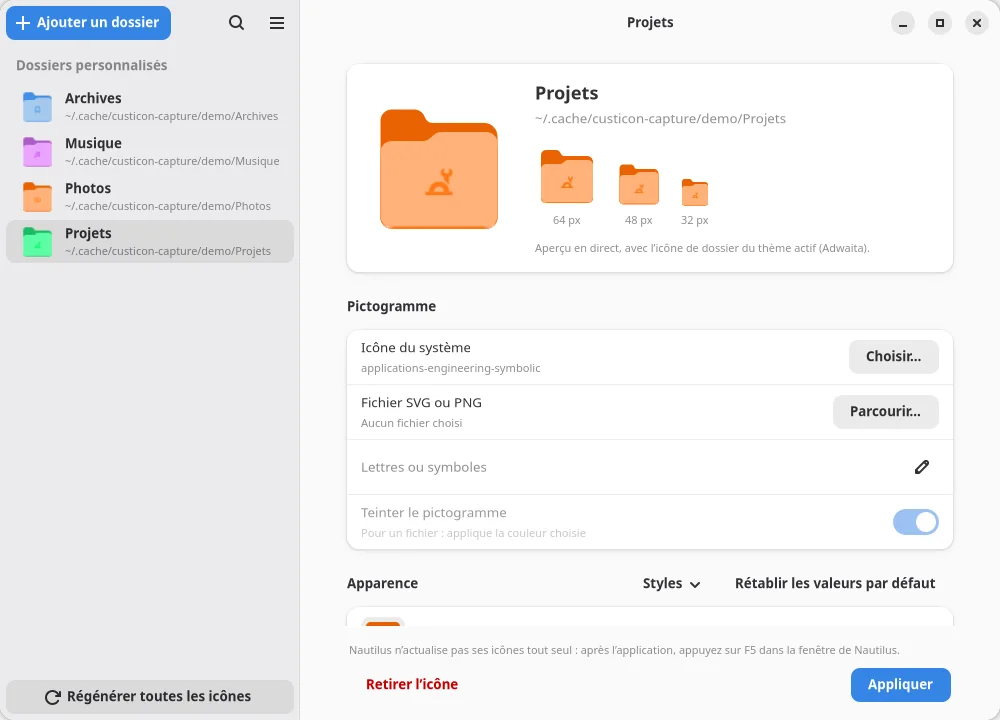 Ajouter un dossier
Dossiers personnalisés
Archives
~/.cache/custicon-capture/demo/Archives
Musique
~/.cache/custicon-capture/demo/Musique
Photos
~/.cache/custicon-capture/demo/Photos
Projets
~/.cache/custicon-capture/demo/Projets
Régénérer toutes les icônes
Projets
Projets
~/.cache/custicon-capture/demo/Projets
64 px
48 px
32 px
Aperçu en direct, avec l’icône de dossier du thème actif (Adwaita).
Pictogramme
Icône du système
applications-engineering-symbolic
Choisir…
Fichier SVG ou PNG
Aucun fichier choisi
Parcourir…
Lettres ou symboles
Teinter le pictogramme
Pour un fichier : applique la couleur choisie
Apparence
Styles
Rétablir les valeurs par défaut
Nautilus n’actualise pas ses icônes tout seul : après l’application, appuyez sur F5 dans la fenêtre de Nautilus.
Retirer l’icône
Appliquer